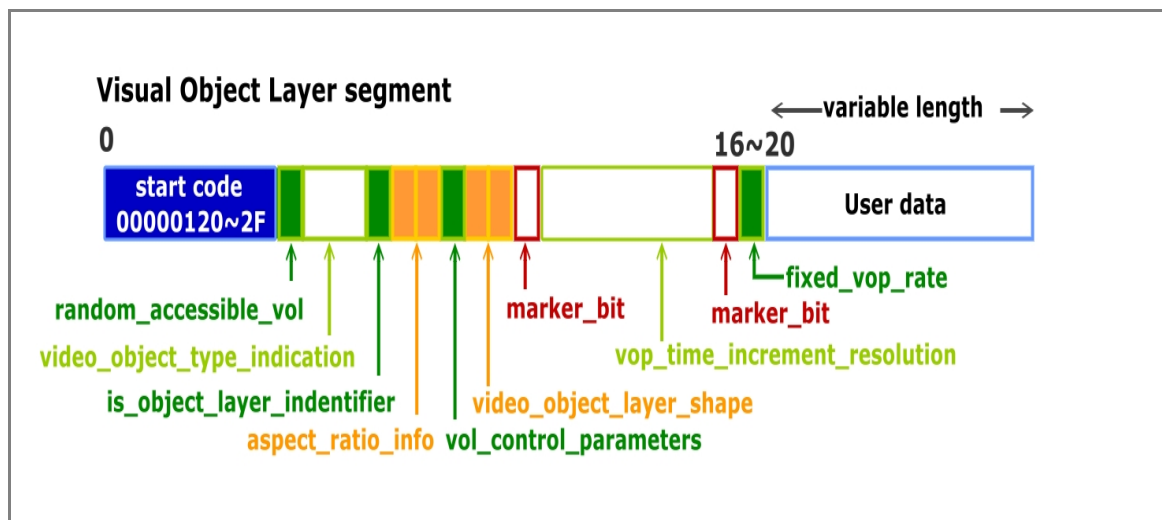 Visual Object Layer segment
variable length
0
16~20
start code
00000120~2F
User data
fixed_vop_rate
random_accessible_vol
marker_bit
marker_bit
video_object_type_indication
vop_time_increment_resolution
is_object_layer_indentifier
video_object_layer_shape
aspect_ratio_info
vol_control_parameters